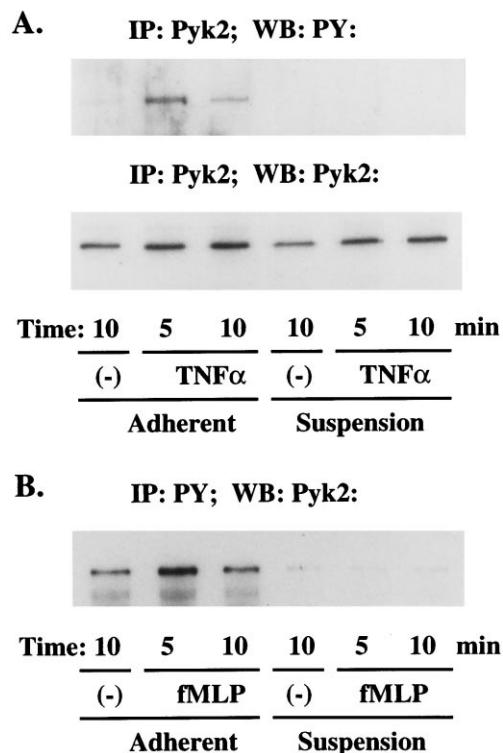 A.
IP: Pyk2; WB: PY:
IP: Pyk2; WB: Pyk2:
Time: 10 5 10 10 5 10 min
(-) TNFα (-) TNFα
Adherent Suspension
B.
IP: PY; WB: Pyk2:
Time: 10 5 10 10 5 10 min
(-) fMLP (-) fMLP
Adherent Suspension